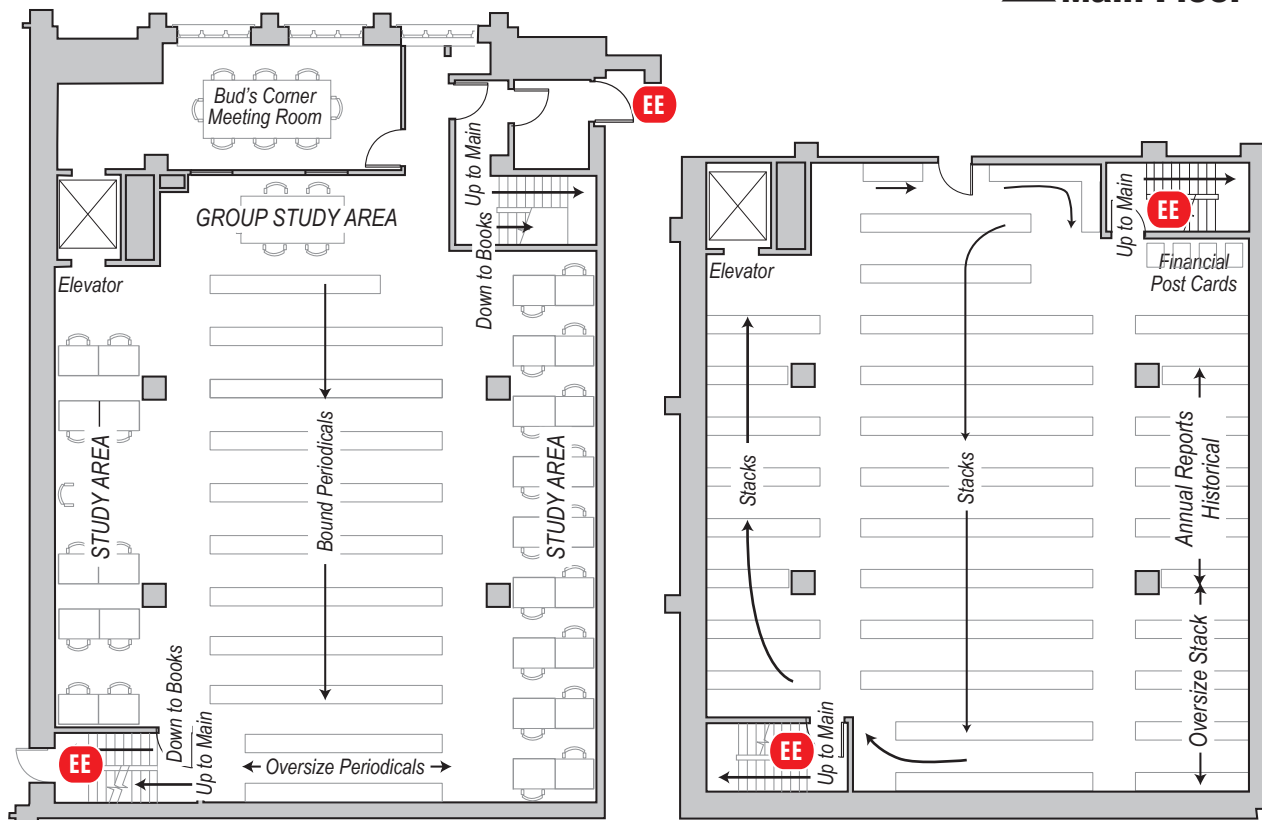 Bud's Corner
Meeting Room
EE
Up to Main
GROUP STUDY AREA
Down to Books
Elevator
STUDY AREA
Bound Periodicals
STUDY AREA
Down to Books
Up to Main
EE
Oversize Periodicals
Elevator
Up to Main
EE
Financial
Post Cards
Stacks
Stacks
Annual Reports
Historical
Oversize Stack
EE
Up to Main